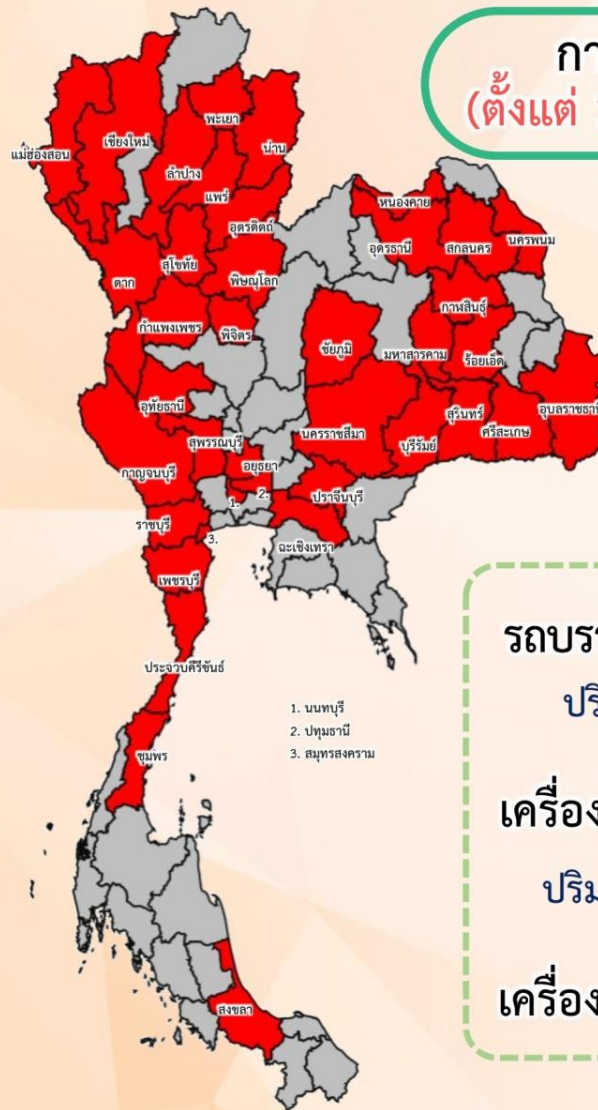 กา
(ตั้งแต่
พะเยา
เชียงใหม่
น่าน
แม่ฮ่องสอน
ลำปาง
แพร่
หนองคาย
อุตรดิตถ์
อุดรธานี
สกลนคร
นครพนม
สุโขทัย
ตาก
พิษณุโลก
กาฬสินธุ์
กำแพงเพชร
พิจิตร
ชัยภูมิ
มหาสารคาม
ร้อยเอ็ด
อุทัยธานี
สุรินทร์
อุบลราชธานี
สุพรรณบุรี
นครราชสีมา
บุรีรัมย์
ศรีสะเกษ
อยุธยา
กาญจนบุรี
2.
ปราจีนบุรี
1.
ราชบุรี
3.
ฉะเชิงเทรา
เพชรบุรี
ประจวบคีรีขันธ์
ชุมพร
สงขลา
1. นนทบุรี
2. ปทุมธานี
3. สมุทรสงคราม
รถบรร
ปริ
เครื่อง
ปริม
เครื่อง